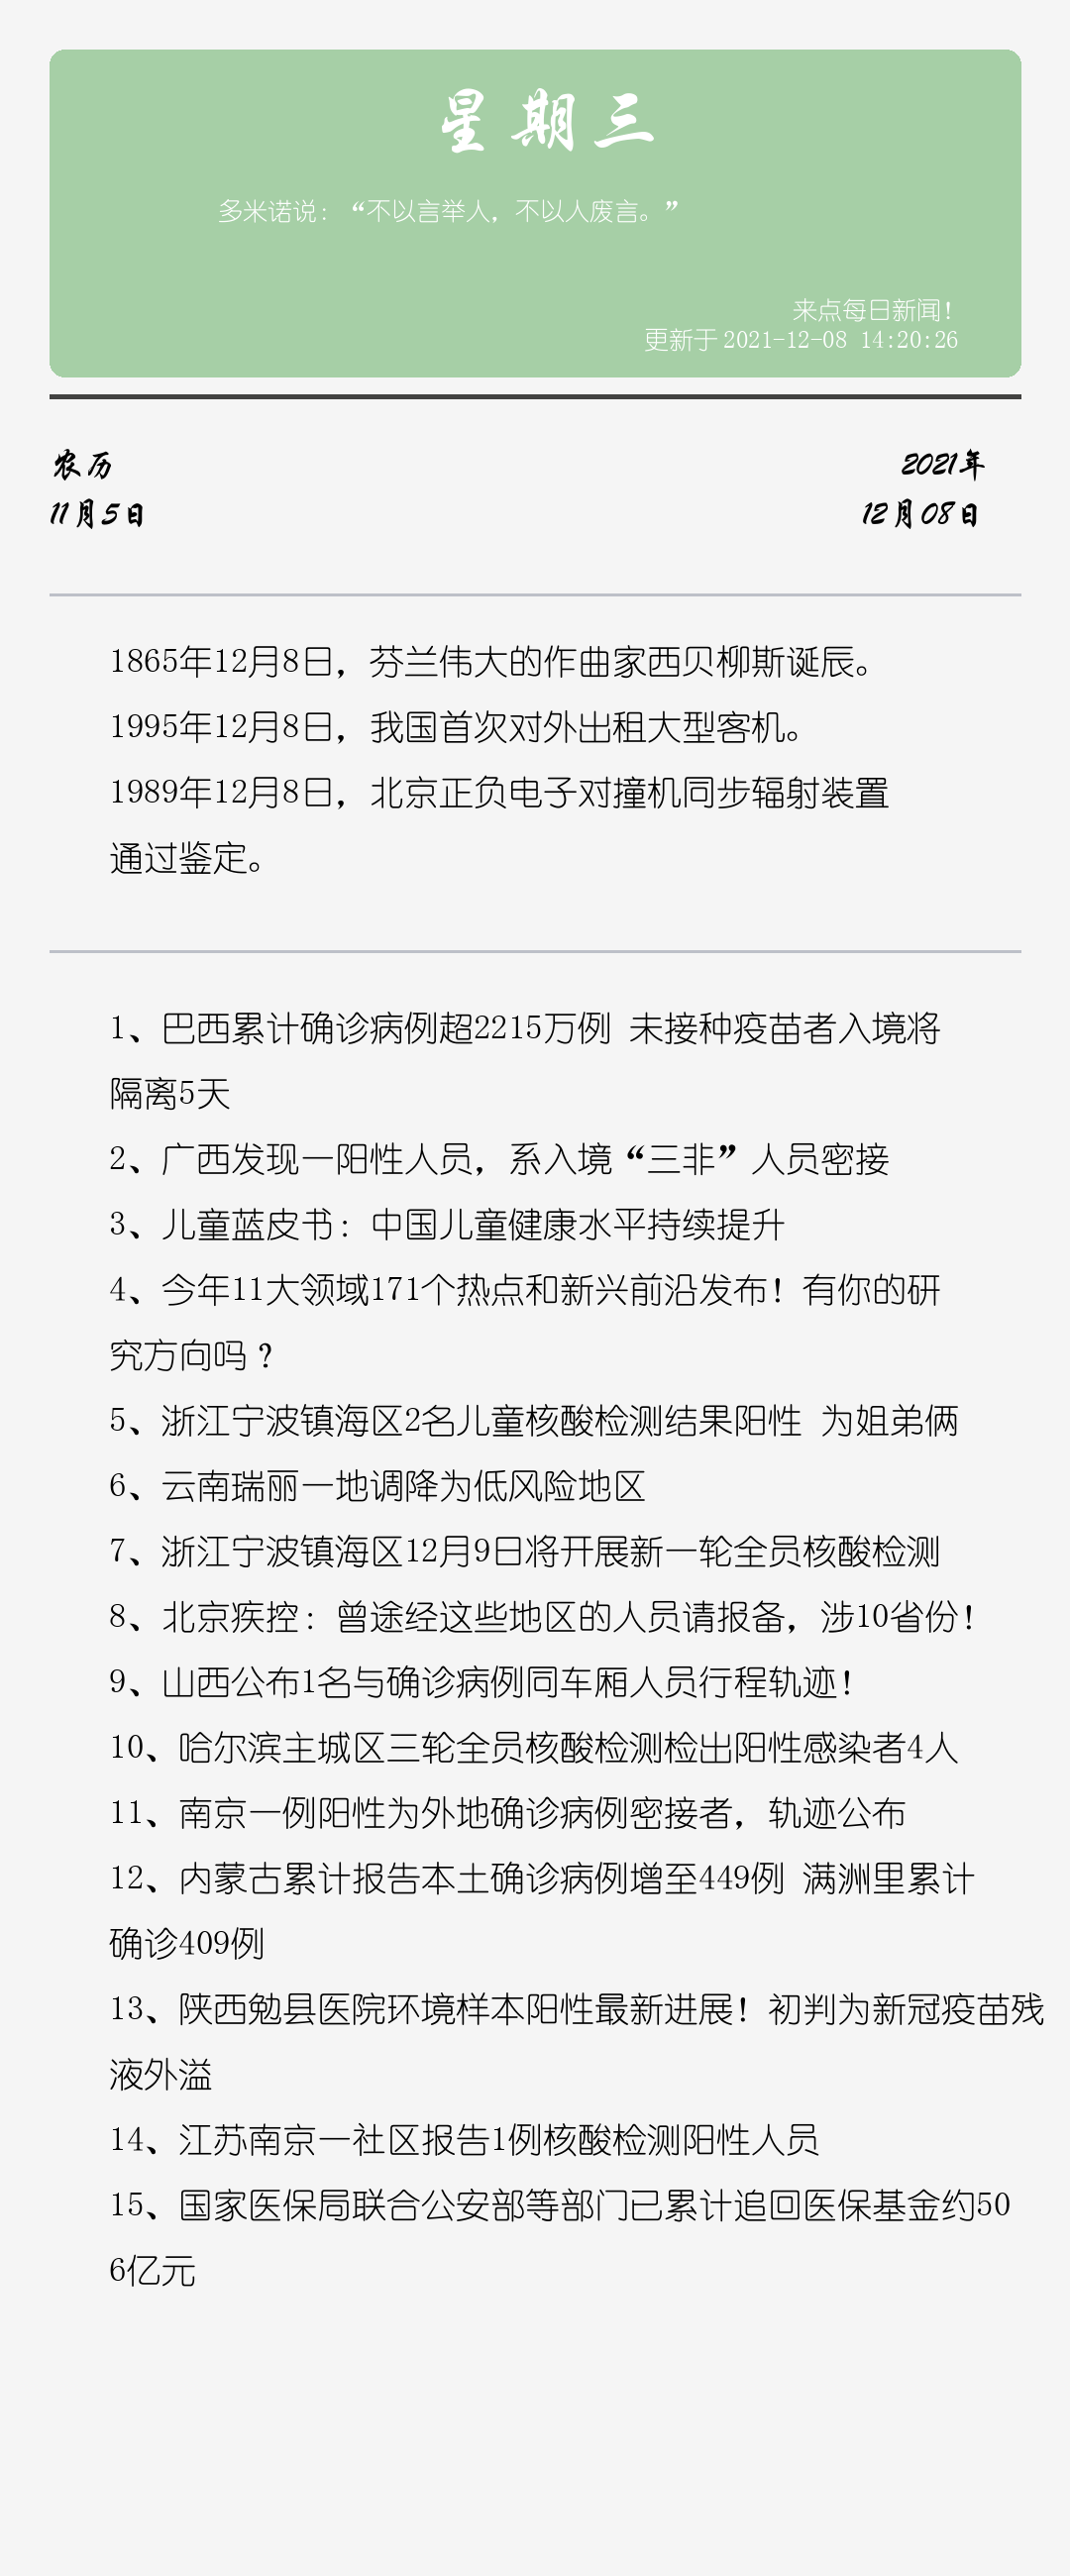 星期三
多米诺说：“不以言举人，不以人废言。”
来点每日新闻！
更新于 2021-12-08 14:20:26
农历
2021年
11月5日
12月08日
1865年12月8日，芬兰伟大的作曲家西贝柳斯诞辰。
1995年12月8日，我国首次对外出租大型客机。
1989年12月8日，北京正负电子对撞机同步辐射装置
通过鉴定。
1、巴西累计确诊病例超2215万例 未接种疫苗者入境将
隔离5天
2、广西发现一阳性人员，系入境“三非”人员密接
3、儿童蓝皮书：中国儿童健康水平持续提升
4、今年11大领域171个热点和新兴前沿发布！有你的研
究方向吗？
5、浙江宁波镇海区2名儿童核酸检测结果阳性 为姐弟俩
6、云南瑞丽一地调降为低风险地区
7、浙江宁波镇海区12月9日将开展新一轮全员核酸检测
8、北京疾控：曾途经这些地区的人员请报备，涉10省份！
9、山西公布1名与确诊病例同车厢人员行程轨迹！
10、哈尔滨主城区三轮全员核酸检测检出阳性感染者4人
11、南京一例阳性为外地确诊病例密接者，轨迹公布
12、内蒙古累计报告本土确诊病例增至449例 满洲里累计
确诊409例
13、陕西勉县医院环境样本阳性最新进展！初判为新冠疫苗残
液外溢
14、江苏南京一社区报告1例核酸检测阳性人员
15、国家医保局联合公安部等部门已累计追回医保基金约50
6亿元